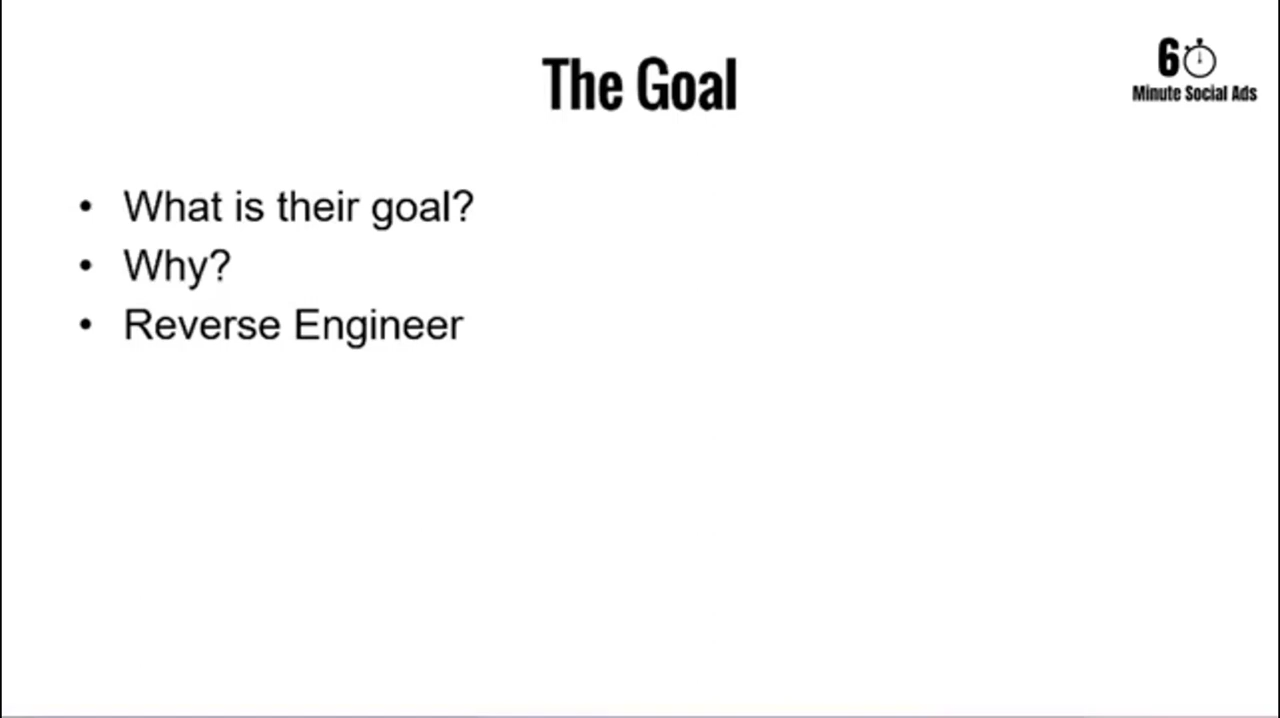 The Goal
6
Minute Social Ads
• What is their goal?
• Why?
• Reverse Engineer